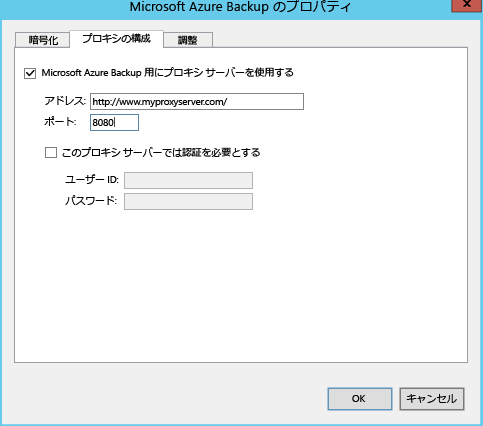 Microsoft Azure Backup のプロパティ
暗号化 プロキシの構成 調整
Microsoft Azure Backup 用にプロキシ サーバーを使用する
アドレス: http://www.myproxyserver.com/
ポート: 8080
このプロキシ サーバーでは認証を必要とする
ユーザー ID:
パスワード:
OK キャンセル